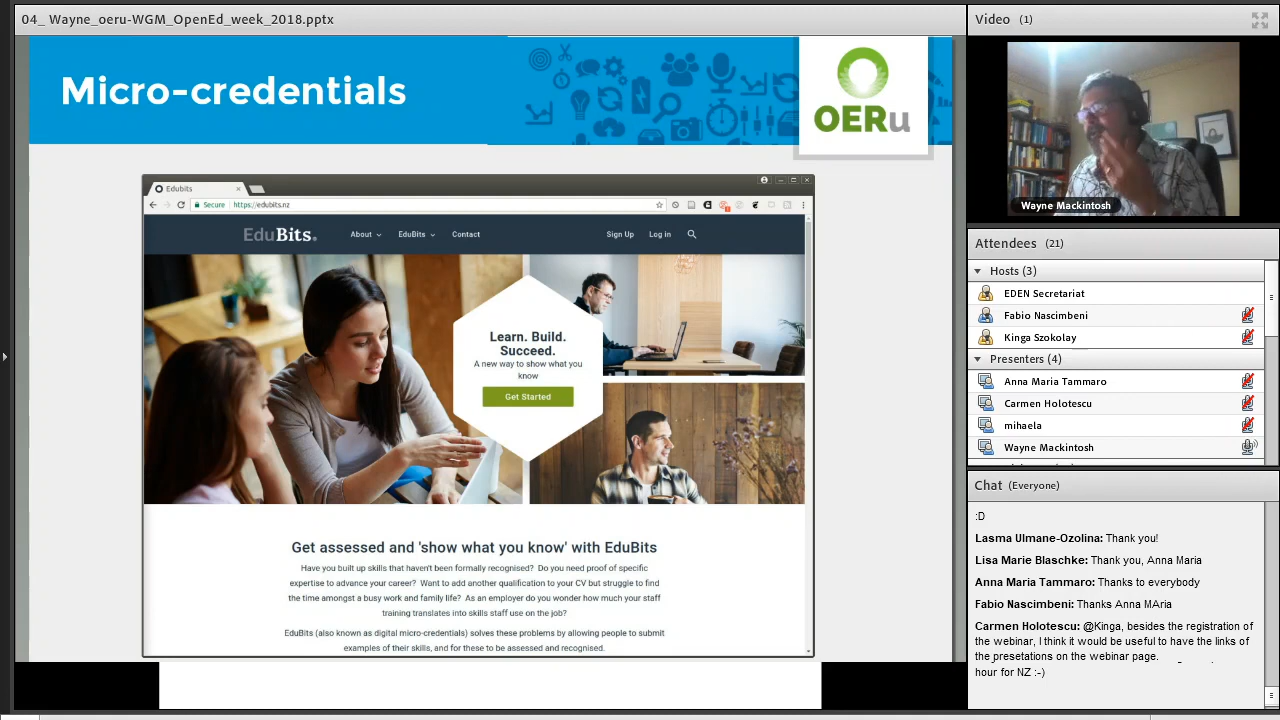 04_ Wayne_oeru-WGM_OpenEd_week_2018.pptx
Micro-credentials
OERu
Edubits
Secure https://edubits.nz
EduBits.
About
EduBits
Contact
Sign Up
Log in
Learn. Build.
Succeed.
A new way to show what you
know
Get Started
Get assessed and 'show what you know' with EduBits
Have you built up skills that haven't been formally recognised? Do you need proof of specific
expertise to advance your career? Want to add another qualification to your CV but struggle to find
the time amongst a busy work and family life? As an employer do you wonder how much your staff
training translates into skills staff use on the job?
EduBits (also known as digital micro-credentials) solves these problems by allowing people to submit
examples of their skills, and for these to be assessed and recognised.
Video (1)
Wayne Mackintosh
Attendees (21)
Hosts (3)
EDEN Secretariat
Fabio Nascimbeni
Kinga Szokolay
Presenters (4)
Anna Maria Tammaro
Carmen Holotescu
mihaela
Wayne Mackintosh
Chat (Everyone)
:D
Lasma Ulmane-Ozolina: Thank you!
Lisa Marie Blaschke: Thank you, Anna Maria
Anna Maria Tammaro: Thanks to everybody
Fabio Nascimbeni: Thanks Anna MAria
Carmen Holotescu: @Kinga, besides the registration of
the webinar, I think it would be useful to have the links of
the presetations on the webinar page.
hour for NZ :-)